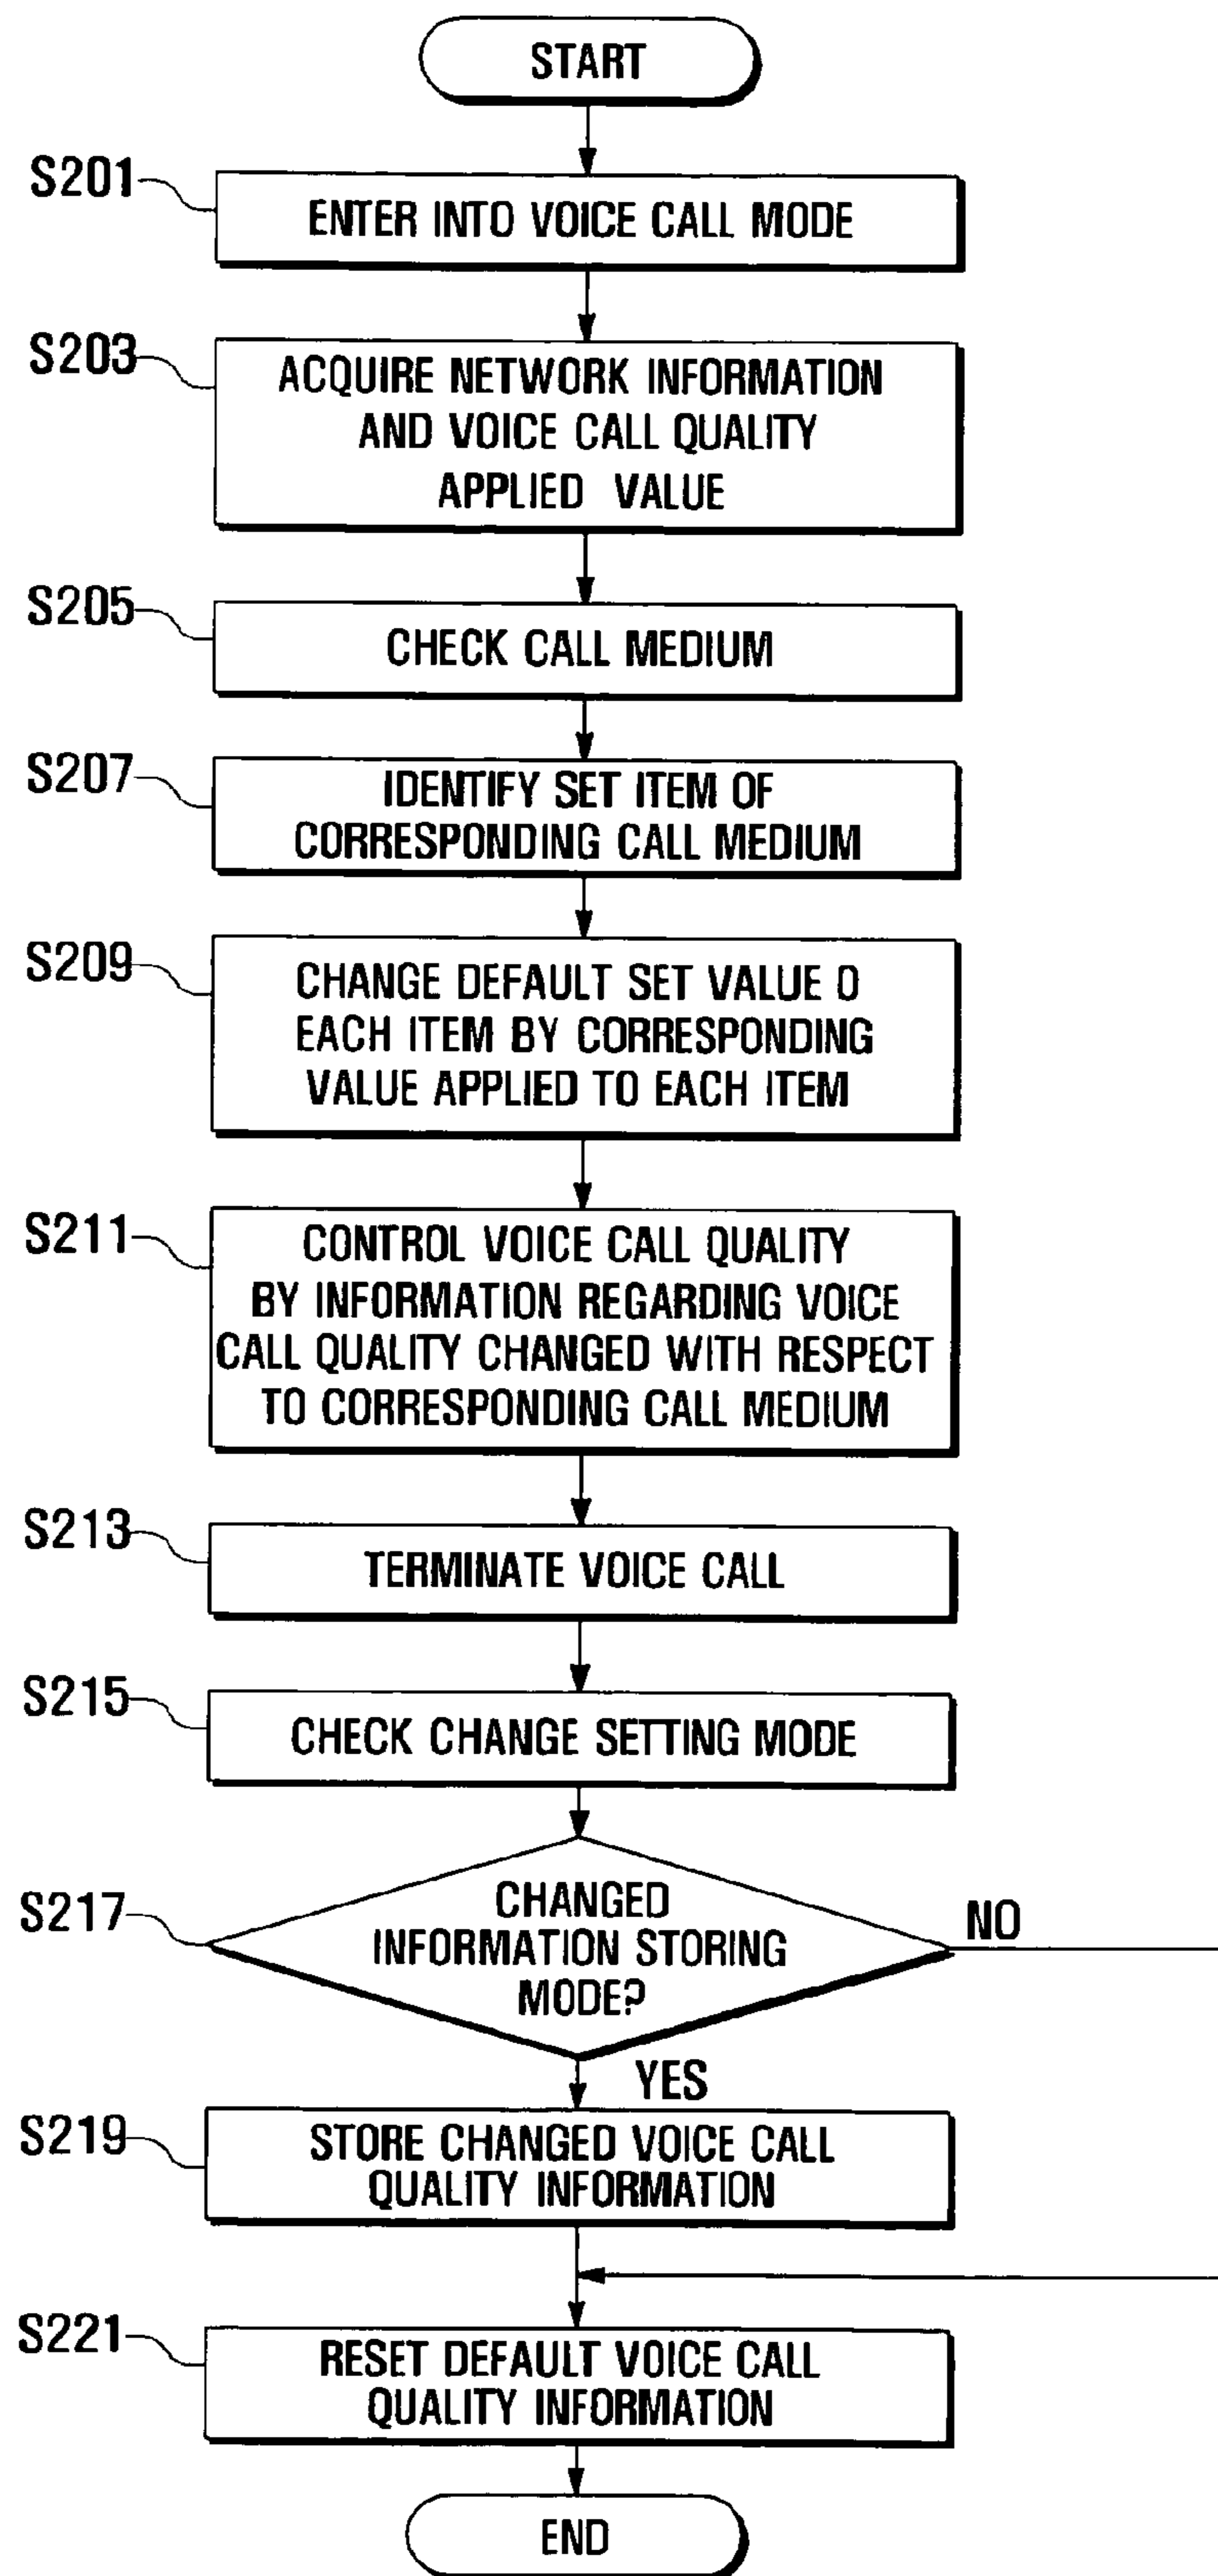 START
S201
ENTER INTO VOICE CALL MODE
S203
ACQUIRE NETWORK INFORMATION
AND VOICE CALL QUALITY
APPLIED VALUE
S205
CHECK CALL MEDIUM
S207
IDENTIFY SET ITEM OF
CORRESPONDING CALL MEDIUM
S209
CHANGE DEFAULT SET VALUE O
EACH ITEM BY CORRESPONDING
VALUE APPLIED TO EACH ITEM
S211
CONTROL VOICE CALL QUALITY
BY INFORMATION REGARDING VOICE
CALL QUALITY CHANGED WITH RESPECT
TO CORRESPONDING CALL MEDIUM
S213
TERMINATE VOICE CALL
S215
CHECK CHANGE SETTING MODE
S217
CHANGED
INFORMATION STORING
MODE?
NO
YES
S219
STORE CHANGED VOICE CALL
QUALITY INFORMATION
S221
RESET DEFAULT VOICE CALL
QUALITY INFORMATION
END